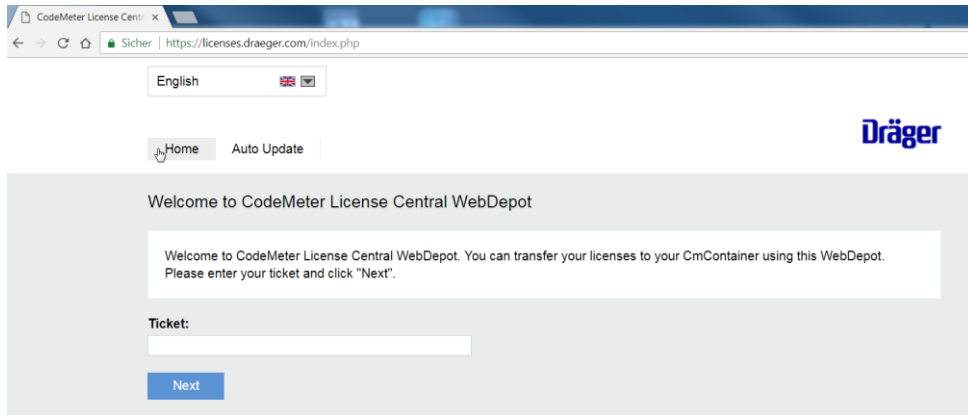 CodeMeter License Centr
Sicher | https://licenses.draeger.com/index.php
English
Dräger
Home Auto Update
Welcome to CodeMeter License Central WebDepot
Welcome to CodeMeter License Central WebDepot. You can transfer your licenses to your CmContainer using this WebDepot.
Please enter your ticket and click "Next".
Ticket:
Next